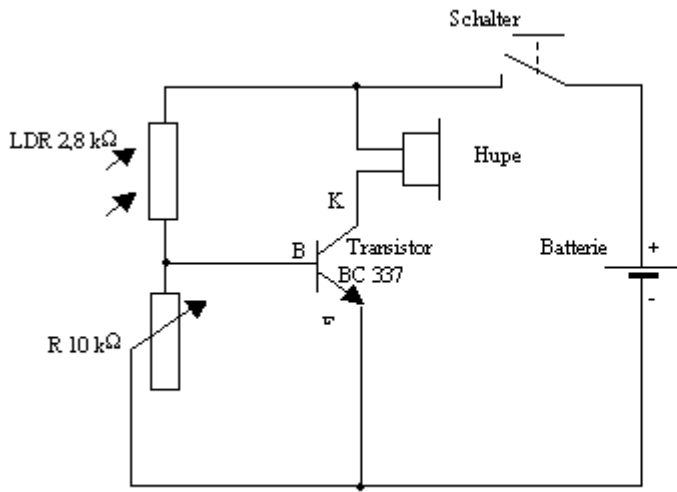 Schalter
LDR 2,8 kΩ
Hupe
K
B
Transistor
BC 337
Batterie
+
-
E
R 10 kΩ